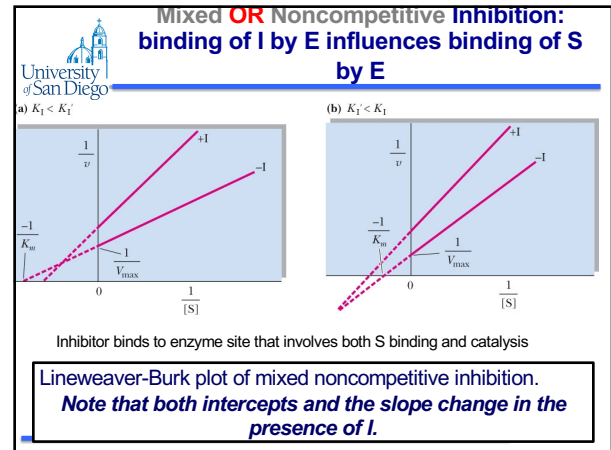 Mixed OR Noncompetitive Inhibition:
binding of I by E influences binding of S
by E
University
of San Diego
(a) K_I < K_I'
1
v
+I
-I
-1
K_m
1
V_max
0
1
[S]
(b) K_I' < K_I
1
v
+I
-I
-1
K_m
1
V_max
0
1
[S]
Inhibitor binds to enzyme site that involves both S binding and catalysis
Lineweaver-Burk plot of mixed noncompetitive inhibition.
Note that both intercepts and the slope change in the
presence of I.